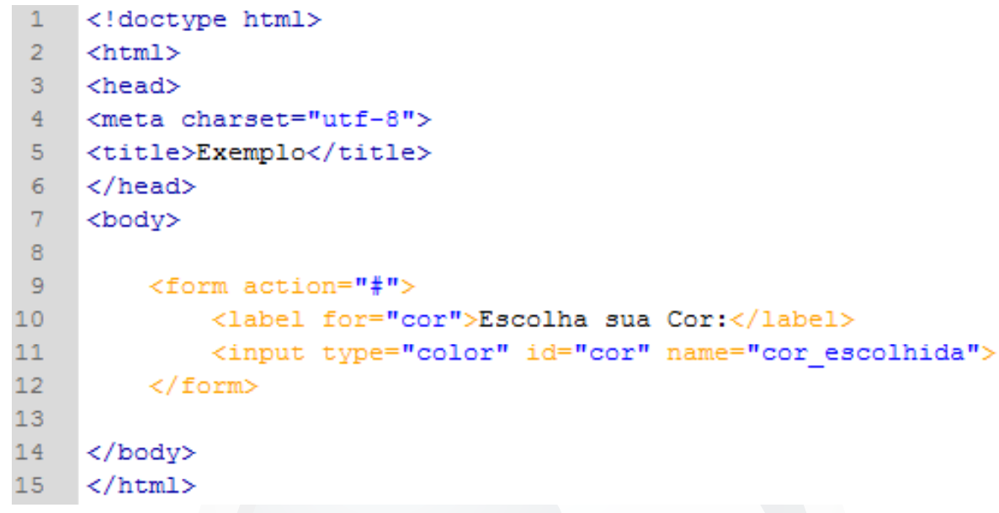 1 <!doctype html>
2 <html>
3 <head>
4 <meta charset="utf-8">
5 <title>Exemplo</title>
6 </head>
7 <body>
8
9 <form action="#">
10 <label for="cor">Escolha sua Cor:</label>
11 <input type="color" id="cor" name="cor_escolhida">
12 </form>
13
14 </body>
15 </html>